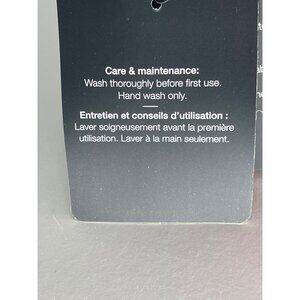 Care & maintenance:
Wash thoroughly before first use.
Hand wash only.
Entretien et conseils d'utilisation :
Laver soigneusement avant la première
utilisation. Laver à la main seulement.